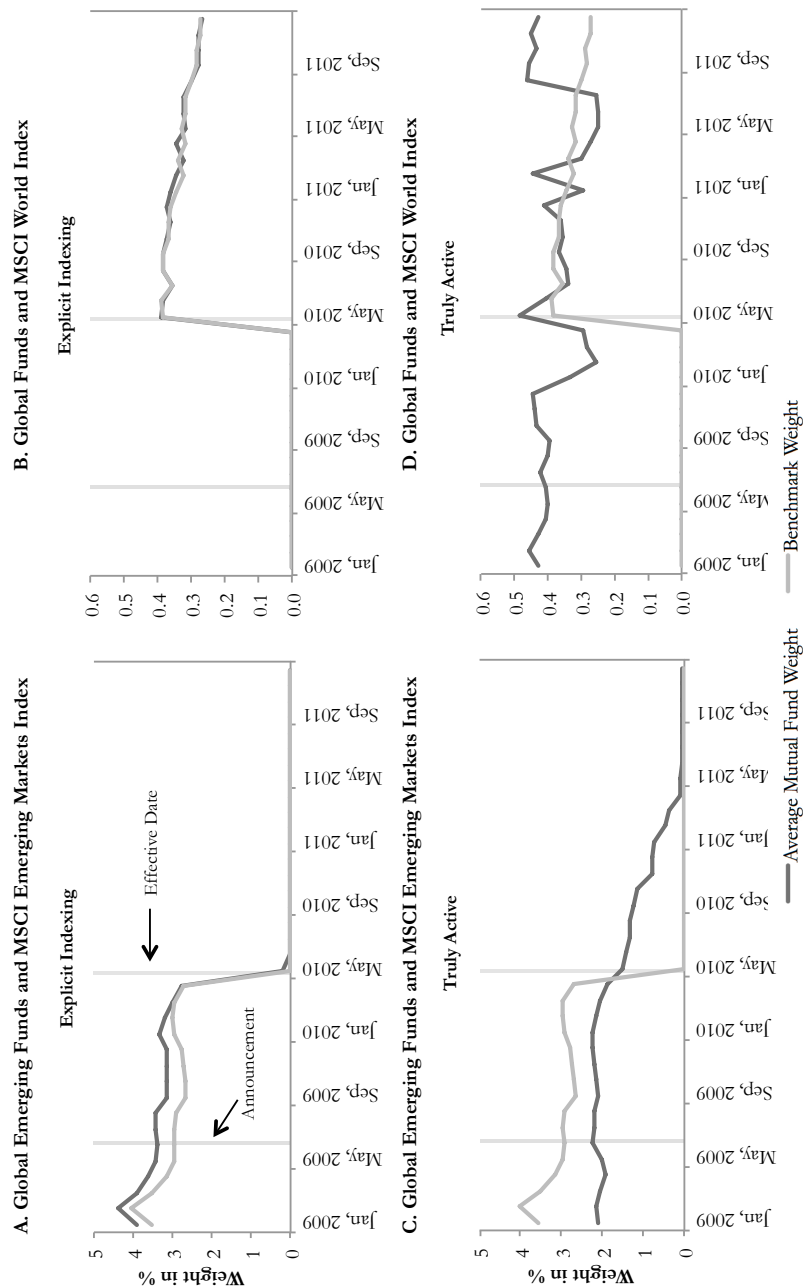 A. Global Emerging Funds and MSCI Emerging Markets Index
Explicit Indexing
Weight in %
5
4
3
2
1
0
Effective Date
Announcement
Jan, 2009
May, 2009
Sep, 2009
Jan, 2010
May, 2010
Sep, 2010
Jan, 2011
May, 2011
Sep, 2011
B. Global Funds and MSCI World Index
Explicit Indexing
0.6
0.5
0.4
0.3
0.2
0.1
0.0
Jan, 2009
May, 2009
Sep, 2009
Jan, 2010
May, 2010
Sep, 2010
Jan, 2011
May, 2011
Sep, 2011
C. Global Emerging Funds and MSCI Emerging Markets Index
Truly Active
Weight in %
5
4
3
2
1
0
Jan, 2009
May, 2009
Sep, 2009
Jan, 2010
May, 2010
Sep, 2010
Jan, 2011
May, 2011
Sep, 2011
D. Global Funds and MSCI World Index
Truly Active
0.6
0.5
0.4
0.3
0.2
0.1
0.0
Jan, 2009
May, 2009
Sep, 2009
Jan, 2010
May, 2010
Sep, 2010
Jan, 2011
May, 2011
Sep, 2011
Average Mutual Fund Weight
Benchmark Weight